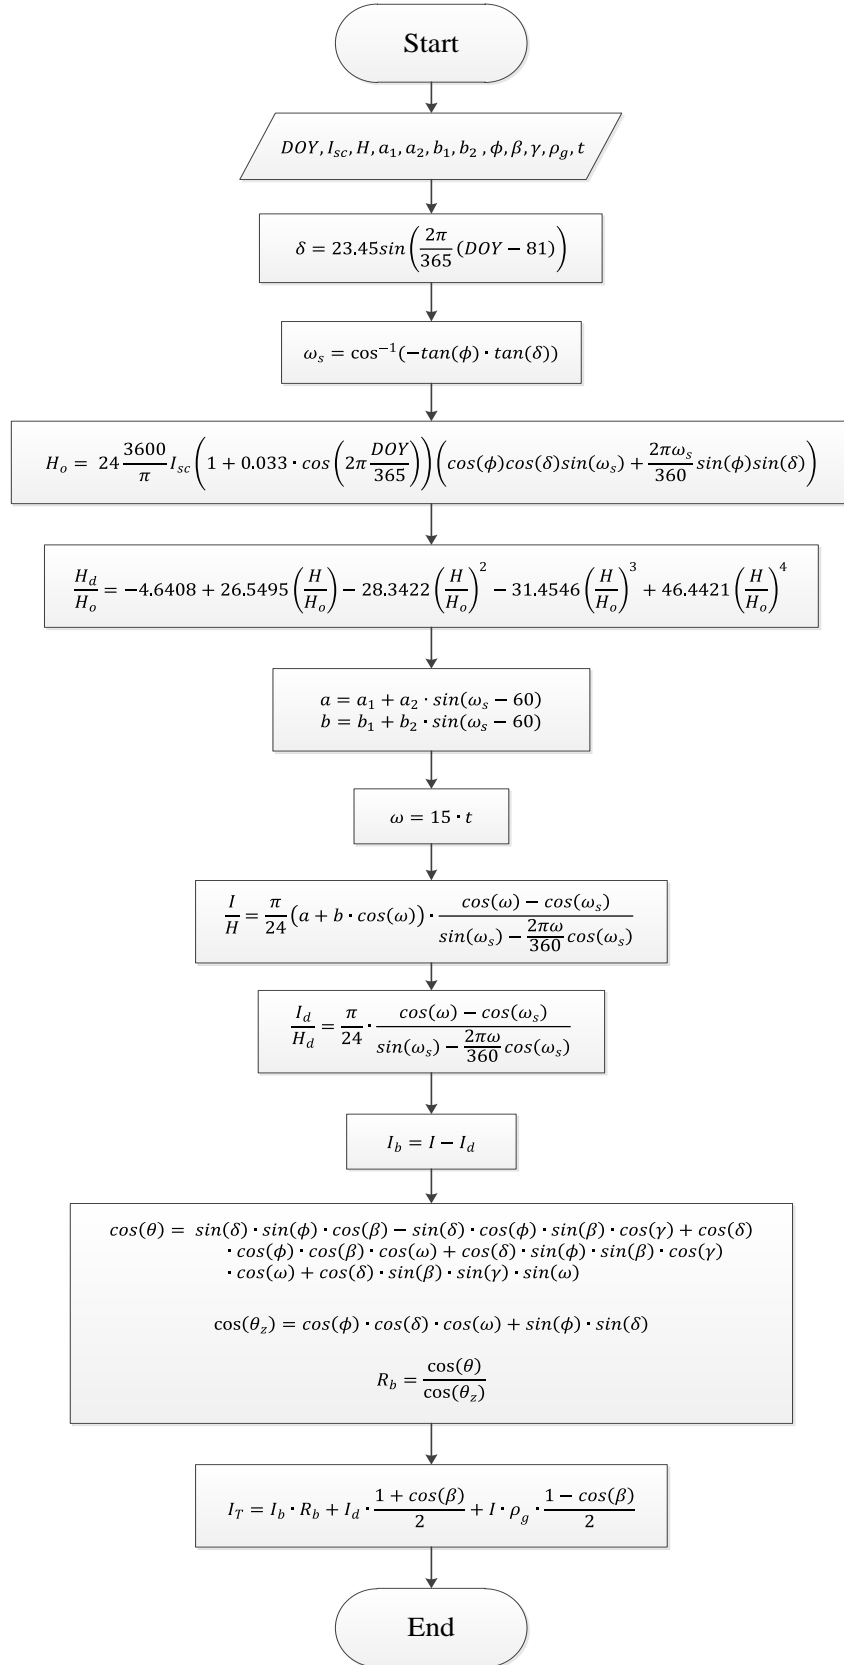 Start
DOY, I_sc, H, a_1, a_2, b_1, b_2 , ϕ, β, γ, ρ_g, t
δ = 23.45sin(2π/365 (DOY − 81))
ω_s = cos^−1(−tan(ϕ) · tan(δ))
H_o = 24 3600/π I_sc (1 + 0.033 · cos(2π DOY/365)) (cos(ϕ)cos(δ)sin(ω_s) + 2πω_s/360 sin(ϕ)sin(δ))
H_d/H_o = −4.6408 + 26.5495 (H/H_o) − 28.3422 (H/H_o)^2 − 31.4546 (H/H_o)^3 + 46.4421 (H/H_o)^4
a = a_1 + a_2 · sin(ω_s − 60)
b = b_1 + b_2 · sin(ω_s − 60)
ω = 15 · t
I/H = π/24 (a + b · cos(ω)) · (cos(ω) − cos(ω_s))/(sin(ω_s) − 2πω/360 cos(ω_s))
I_d/H_d = π/24 · (cos(ω) − cos(ω_s))/(sin(ω_s) − 2πω/360 cos(ω_s))
I_b = I − I_d
cos(θ) = sin(δ) · sin(ϕ) · cos(β) − sin(δ) · cos(ϕ) · sin(β) · cos(γ) + cos(δ)
· cos(ϕ) · cos(β) · cos(ω) + cos(δ) · sin(ϕ) · sin(β) · cos(γ)
· cos(ω) + cos(δ) · sin(β) · sin(γ) · sin(ω)
cos(θ_z) = cos(ϕ) · cos(δ) · cos(ω) + sin(ϕ) · sin(δ)
R_b = cos(θ)/cos(θ_z)
I_T = I_b · R_b + I_d · (1 + cos(β))/2 + I · ρ_g · (1 − cos(β))/2
End